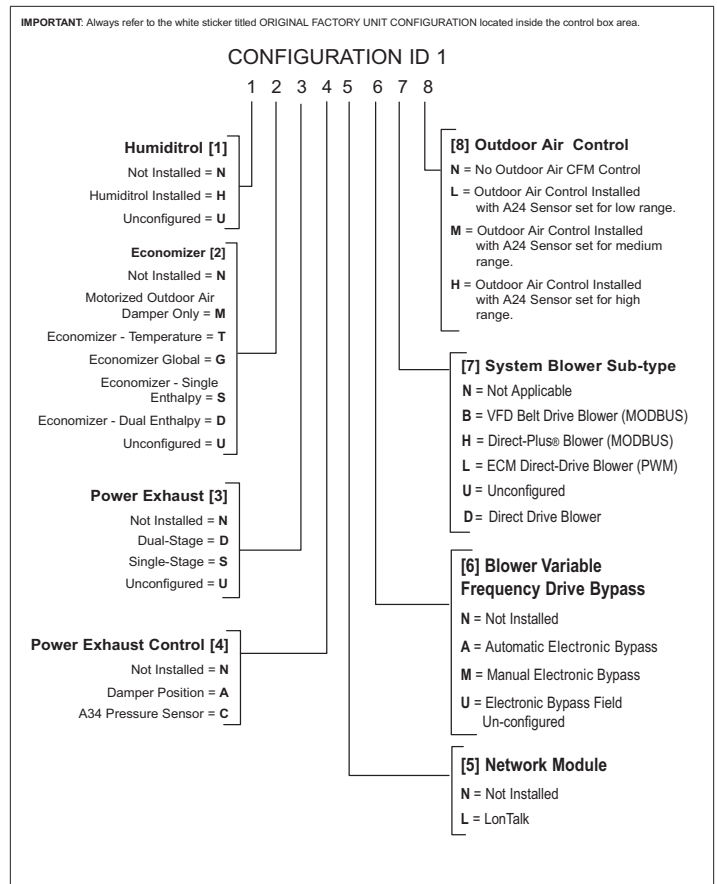 IMPORTANT: Always refer to the white sticker titled ORIGINAL FACTORY UNIT CONFIGURATION located inside the control box area.
CONFIGURATION ID 1
1 2 3 4 5 6 7 8
Humiditrol [1]
Not Installed = N
Humiditrol Installed = H
Unconfigured = U
Economizer [2]
Not Installed = N
Motorized Outdoor Air
Damper Only = M
Economizer - Temperature = T
Economizer Global = G
Economizer - Single
Enthalpy = S
Economizer - Dual Enthalpy = D
Unconfigured = U
Power Exhaust [3]
Not Installed = N
Dual-Stage = D
Single-Stage = S
Unconfigured = U
Power Exhaust Control [4]
Not Installed = N
Damper Position = A
A34 Pressure Sensor = C
[8] Outdoor Air Control
N = No Outdoor Air CFM Control
L = Outdoor Air Control Installed
with A24 Sensor set for low range.
M = Outdoor Air Control Installed
with A24 Sensor set for medium
range.
H = Outdoor Air Control Installed
with A24 Sensor set for high
range.
[7] System Blower Sub-type
N = Not Applicable
B = VFD Belt Drive Blower (MODBUS)
H = Direct-Plus® Blower (MODBUS)
L = ECM Direct-Drive Blower (PWM)
U = Unconfigured
D = Direct Drive Blower
[6] Blower Variable
Frequency Drive Bypass
N = Not Installed
A = Automatic Electronic Bypass
M = Manual Electronic Bypass
U = Electronic Bypass Field
Un-configured
[5] Network Module
N = Not Installed
L = LonTalk